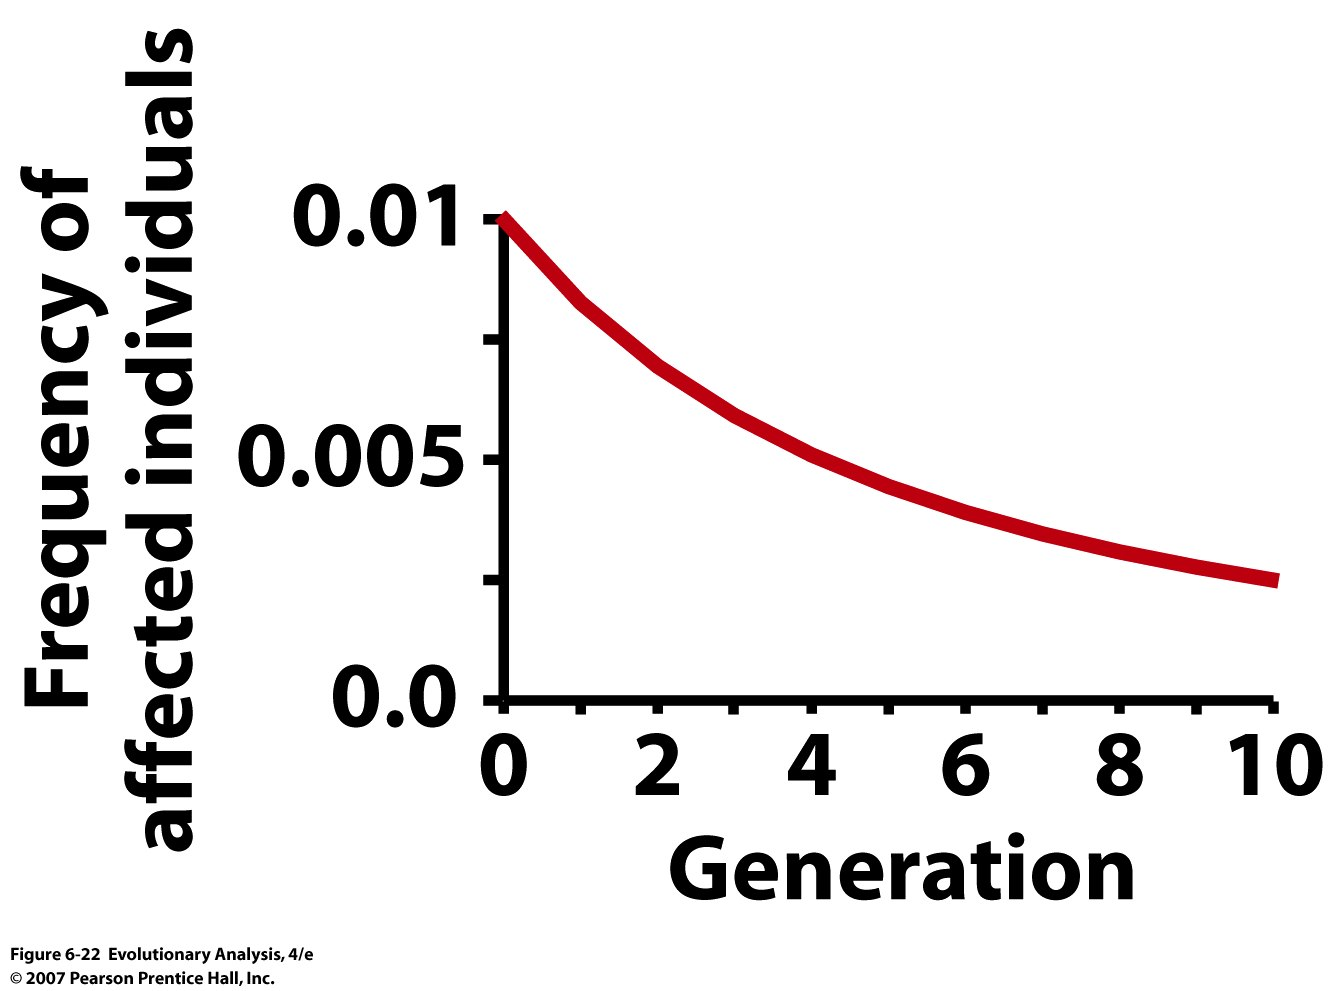 Frequency of
affected individuals
0.01
0.005
0.0
0 2 4 6 8 10
Generation
Figure 6-22 Evolutionary Analysis, 4/e
© 2007 Pearson Prentice Hall, Inc.